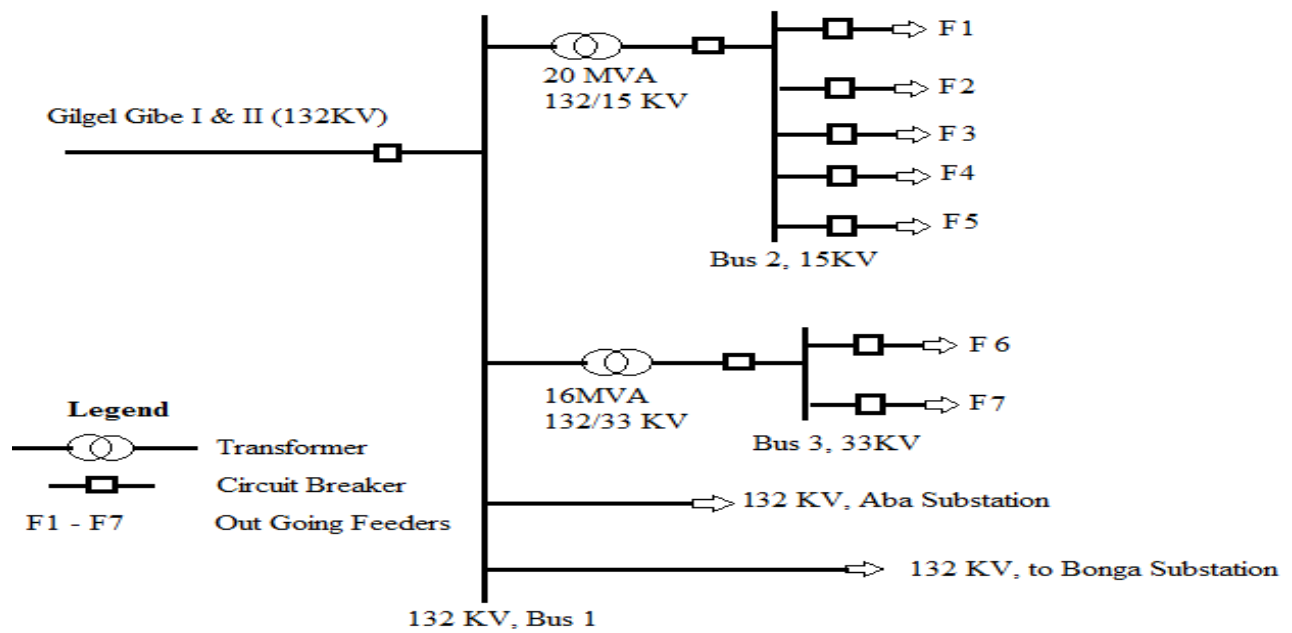 Gilgel Gibe I & II (132KV)
20 MVA
132/15 KV
F1
F2
F3
F4
F5
Bus 2, 15KV
16MVA
132/33 KV
F 6
F7
Bus 3, 33KV
132 KV, Aba Substation
132 KV, to Bonga Substation
132 KV, Bus 1
Legend
Transformer
Circuit Breaker
F1 - F7 Out Going Feeders